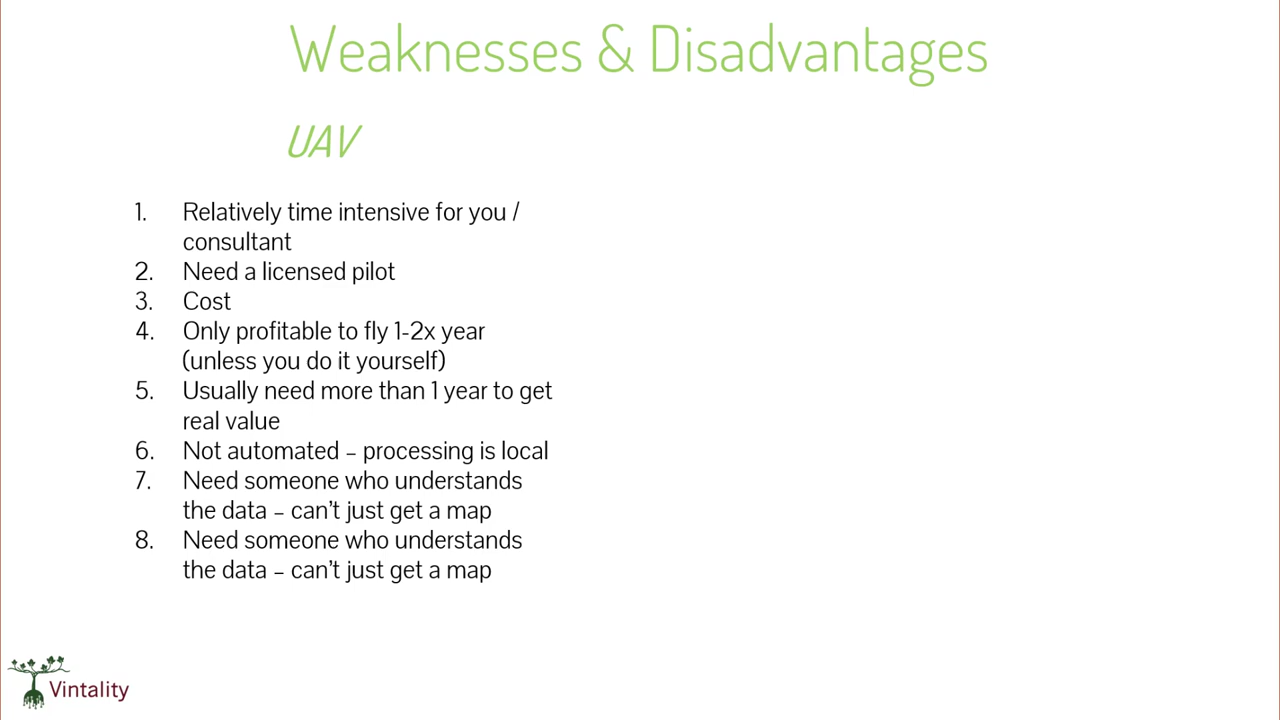 Weaknesses & Disadvantages
UAV
1. Relatively time intensive for you /
consultant
2. Need a licensed pilot
3. Cost
4. Only profitable to fly 1-2x year
(unless you do it yourself)
5. Usually need more than 1 year to get
real value
6. Not automated – processing is local
7. Need someone who understands
the data – can't just get a map
8. Need someone who understands
the data – can't just get a map
Vintality